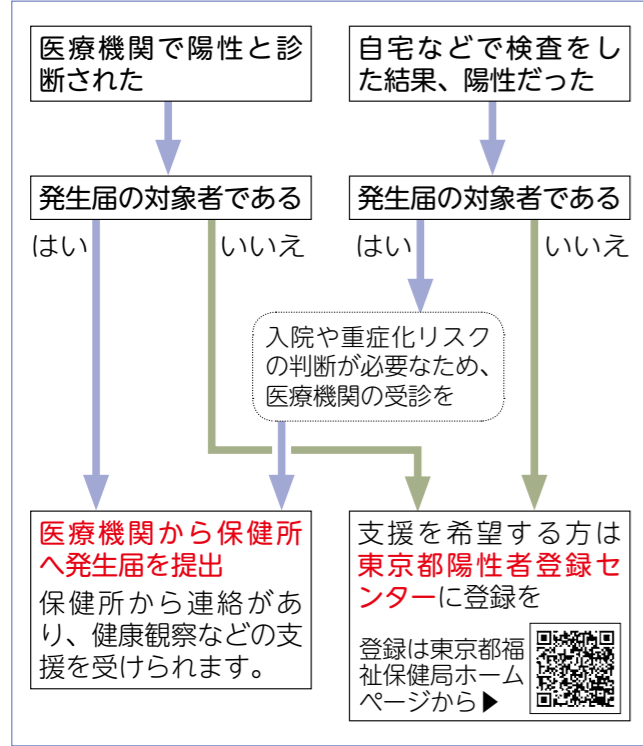 医療機関で陽性と診
断された
自宅などで検査をし
た結果、陽性だった
発生届の対象者である
発生届の対象者である
はい
いいえ
はい
いいえ
入院や重症化リスク
の判断が必要なため、
医療機関の受診を
医療機関から保健所
へ発生届を提出
保健所から連絡があ
り、健康観察などの支
援を受けられます。
支援を希望する方は
東京都陽性者登録セ
ンターに登録を
登録は東京都福
祉保健局ホーム
ページから▶